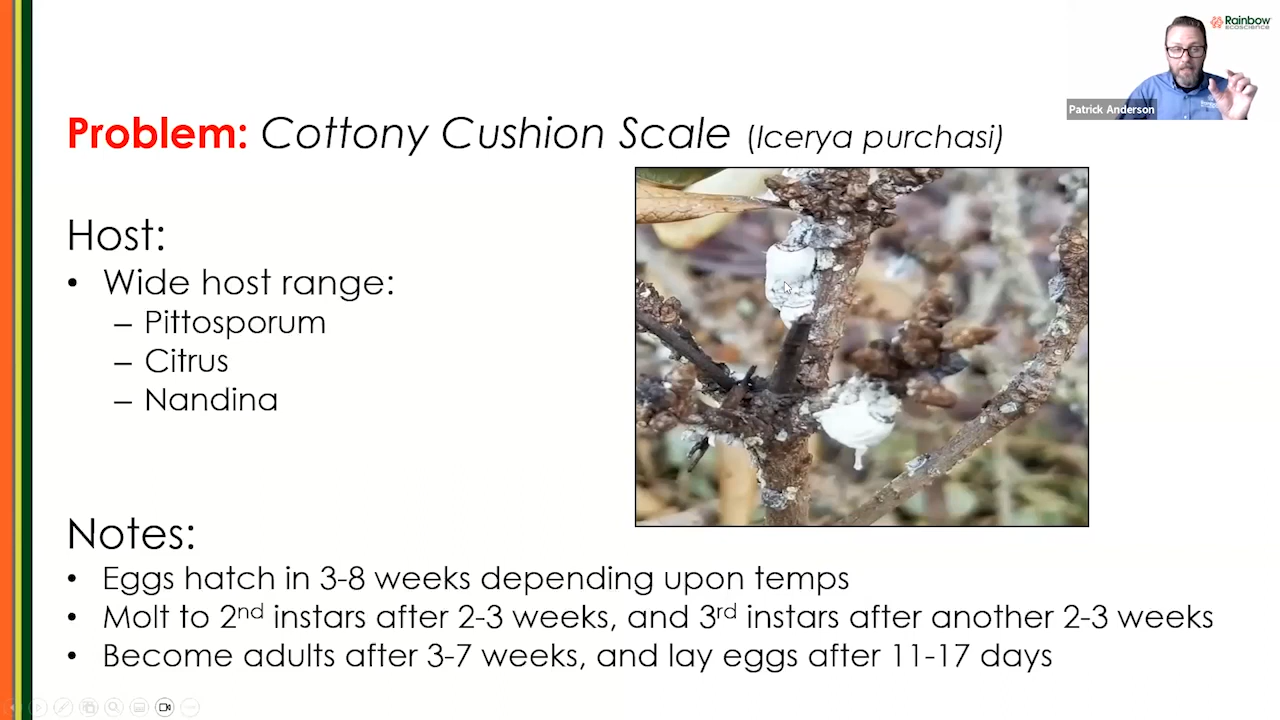 Rainbow
ecoscience
Patrick Anderson
Problem: Cottony Cushion Scale (Icerya purchasi)
Host:
• Wide host range:
– Pittosporum
– Citrus
– Nandina
Notes:
• Eggs hatch in 3-8 weeks depending upon temps
• Molt to 2nd instars after 2-3 weeks, and 3rd instars after another 2-3 weeks
• Become adults after 3-7 weeks, and lay eggs after 11-17 days